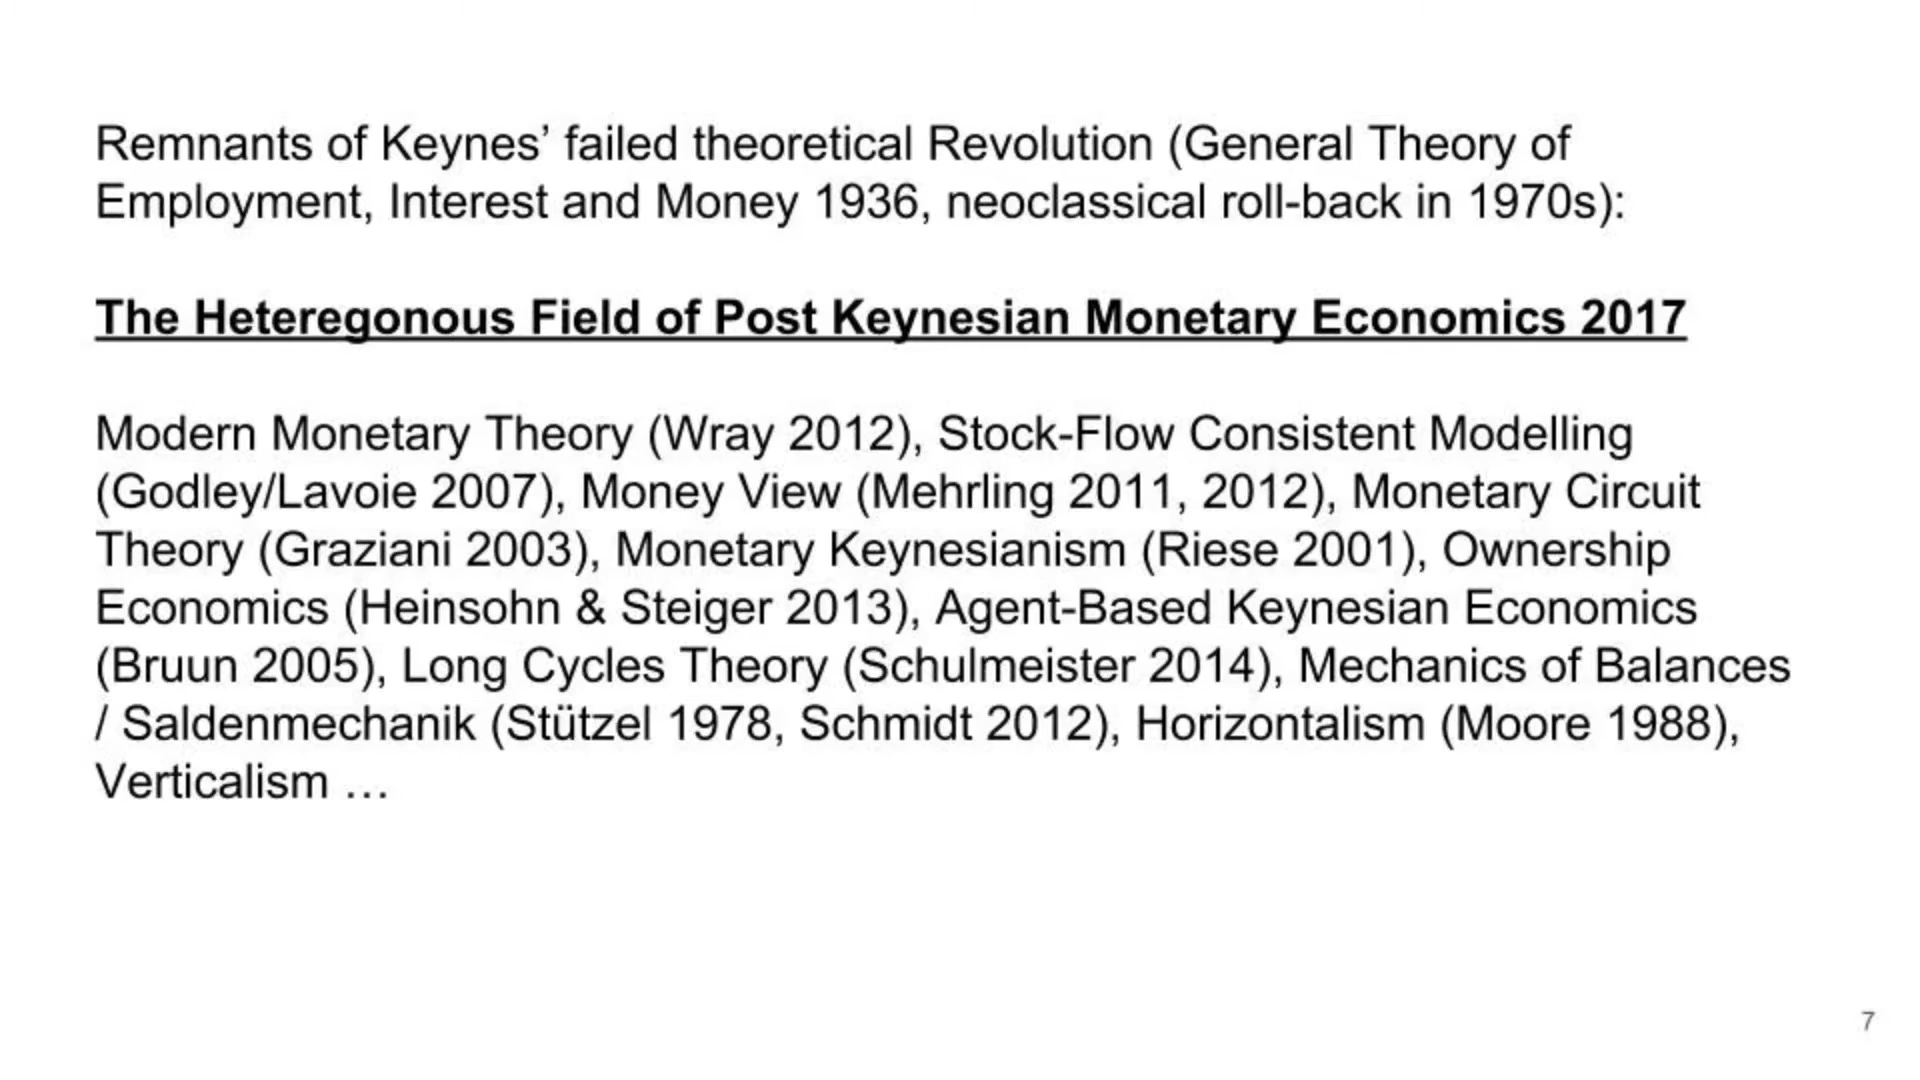 Remnants of Keynes’ failed theoretical Revolution (General Theory of
Employment, Interest and Money 1936, neoclassical roll-back in 1970s):
The Heteregonous Field of Post Keynesian Monetary Economics 2017
Modern Monetary Theory (Wray 2012), Stock-Flow Consistent Modelling
(Godley/Lavoie 2007), Money View (Mehrling 2011, 2012), Monetary Circuit
Theory (Graziani 2003), Monetary Keynesianism (Riese 2001), Ownership
Economics (Heinsohn & Steiger 2013), Agent-Based Keynesian Economics
(Bruun 2005), Long Cycles Theory (Schulmeister 2014), Mechanics of Balances
/ Saldenmechanik (Stützel 1978, Schmidt 2012), Horizontalism (Moore 1988),
Verticalism …
7